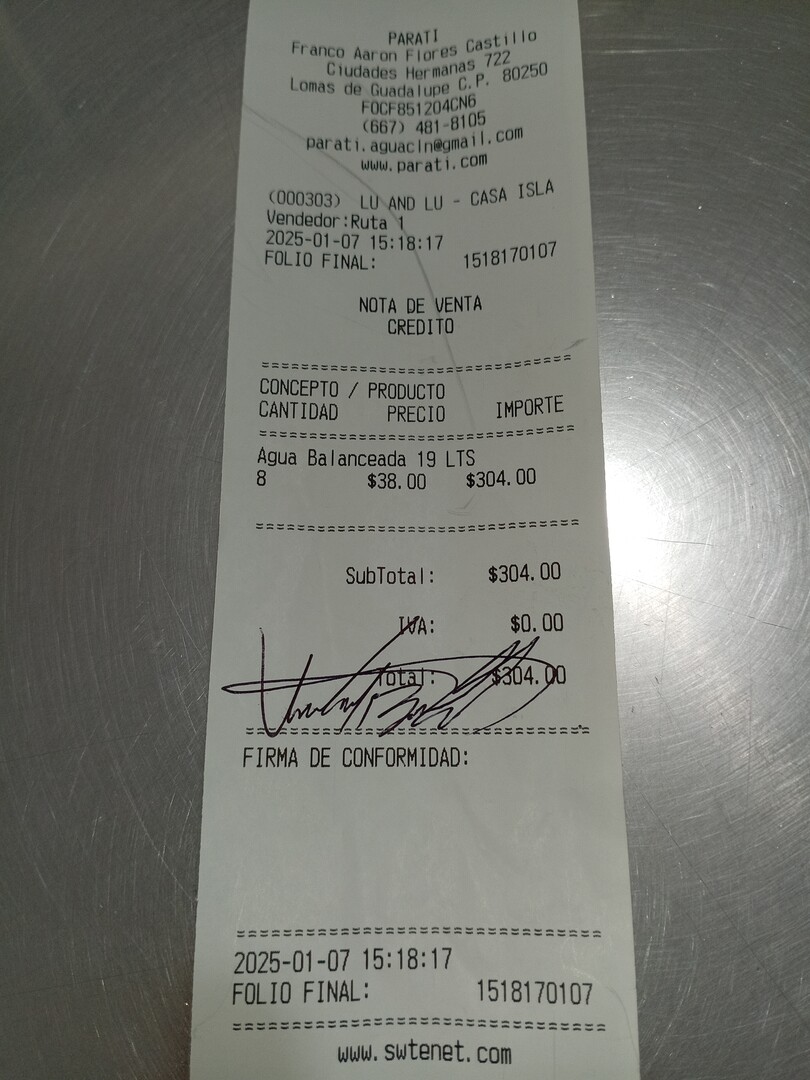 PARATI
Franco Aaron Flores Castillo
Ciudades Hermanas 722
Lomas de Guadalupe C.P. 80250
FOCF851204CN6
(667) 481-8105
parati.aguacln@gmail.com
www.parati.com
(000303) LU AND LU - CASA ISLA
Vendedor:Ruta 1
2025-01-07 15:18:17
FOLIO FINAL: 1518170107
NOTA DE VENTA
CREDITO
==================================
CONCEPTO / PRODUCTO
CANTIDAD PRECIO IMPORTE
==================================
Agua Balanceada 19 LTS
8 $38.00 $304.00
==================================
SubTotal: $304.00
IVA: $0.00
Total: $304.00
==================================
FIRMA DE CONFORMIDAD:
==================================
2025-01-07 15:18:17
FOLIO FINAL: 1518170107
==================================
www.swtenet.com